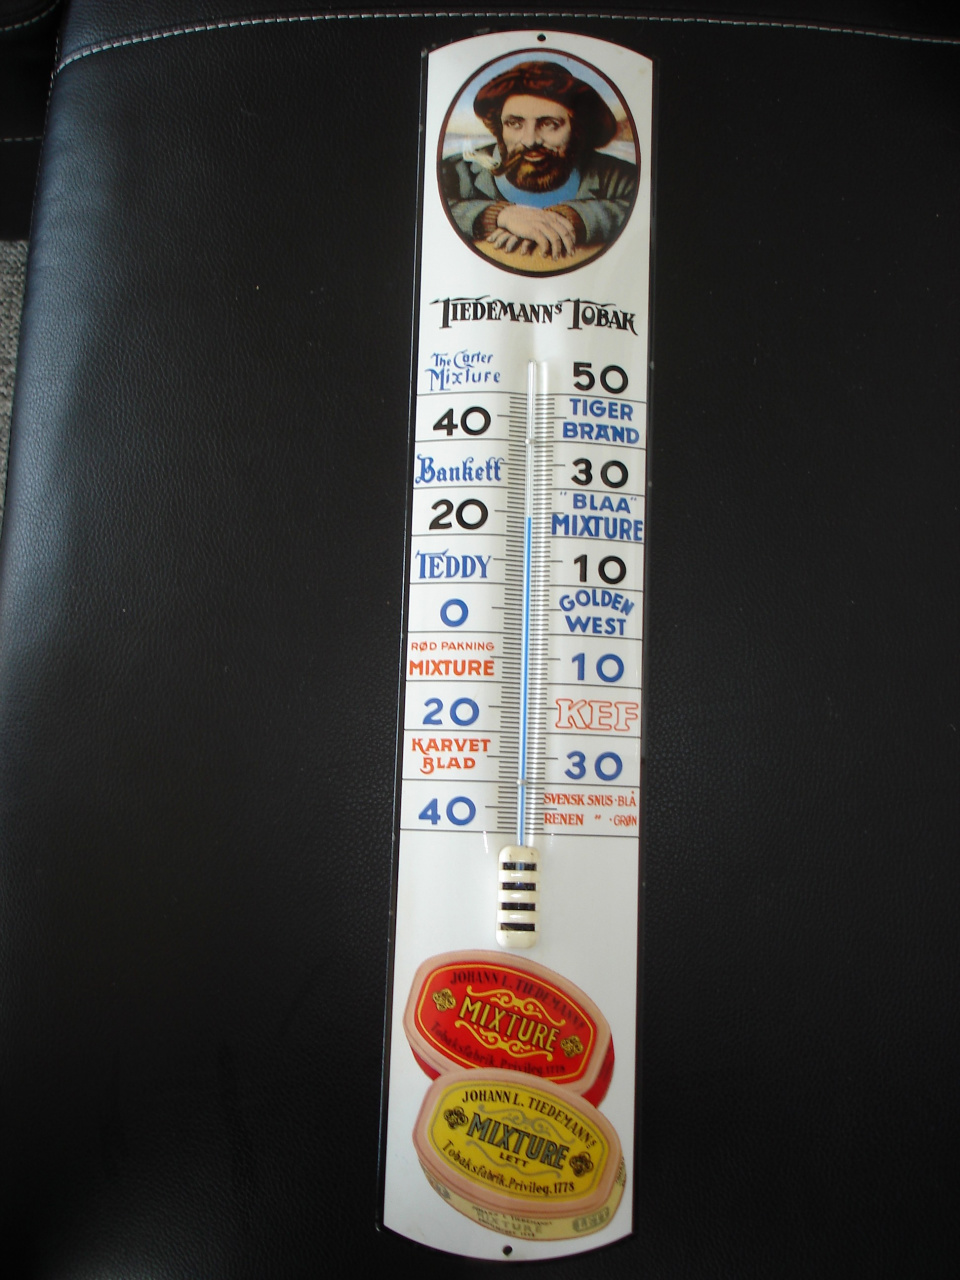 TIEDEMANNS TOBAK
The Carter
Mixture
50
40
TIGER
BRAND
Bankett
30
20
"BLAA"
MIXTURE
TEDDY
10
0
GOLDEN
WEST
RØD PAKNING
MIXTURE
10
20
KEF
KARVET
BLAD
30
40
SVENSK SNUS-BLÅ
RENEN " -GRØN
JOHANN L. TIEDEMANNS
MIXTURE
Tobaksfabrik. Privileg. 1778
JOHANN L. TIEDEMANNS
MIXTURE
LETT
Tobaksfabrik. Privileg. 1778
MIXTURE
LETT